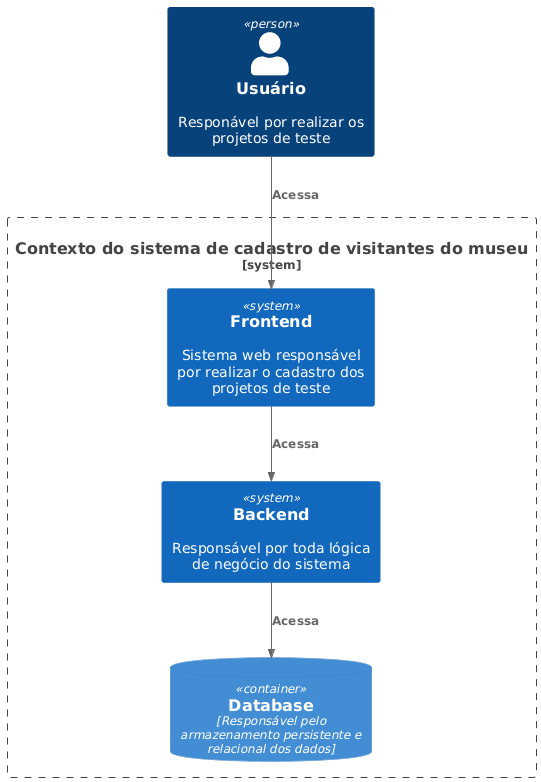 «person»
Usuário
Responável por realizar os
projetos de teste
Acessa
Contexto do sistema de cadastro de visitantes do museu
[system]
«system»
Frontend
Sistema web responsável
por realizar o cadastro dos
projetos de teste
Acessa
«system»
Backend
Responsável por toda lógica
de negócio do sistema
Acessa
«container»
Database
[Responsável pelo
armazenamento persistente e
relacional dos dados]